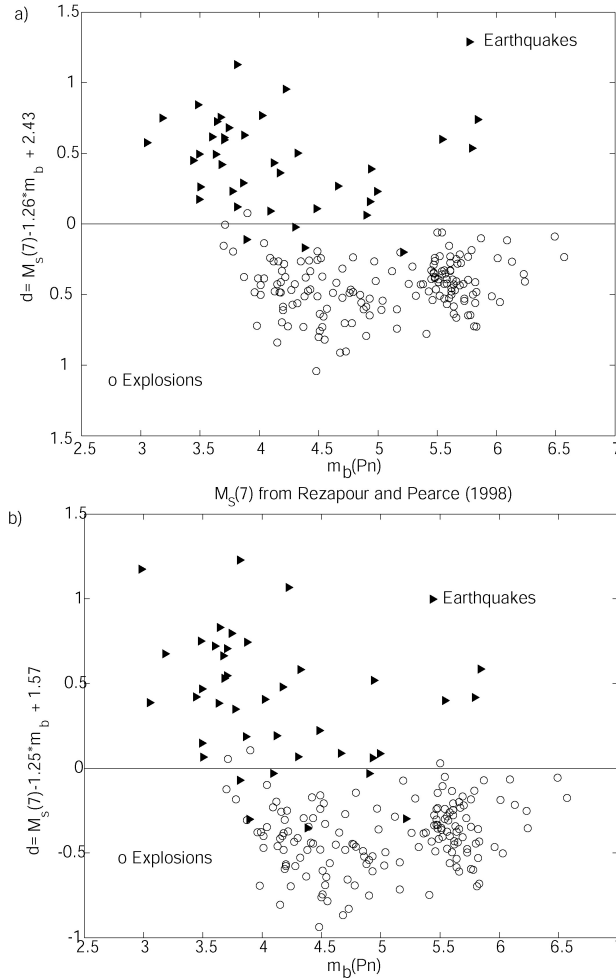 a)
1.5
1
0.5
0
0.5
1
1.5
d= M_S(7)-1.26*m_b + 2.43
Earthquakes
o Explosions
2.5 3 3.5 4 4.5 5 5.5 6 6.5 7
m_b(Pn)
M_S(7) from Rezapour and Pearce (1998)
b)
1.5
1
0.5
0
-0.5
-1
d= M_S(7)-1.25*m_b + 1.57
Earthquakes
o Explosions
2.5 3 3.5 4 4.5 5 5.5 6 6.5 7
m_b(Pn)